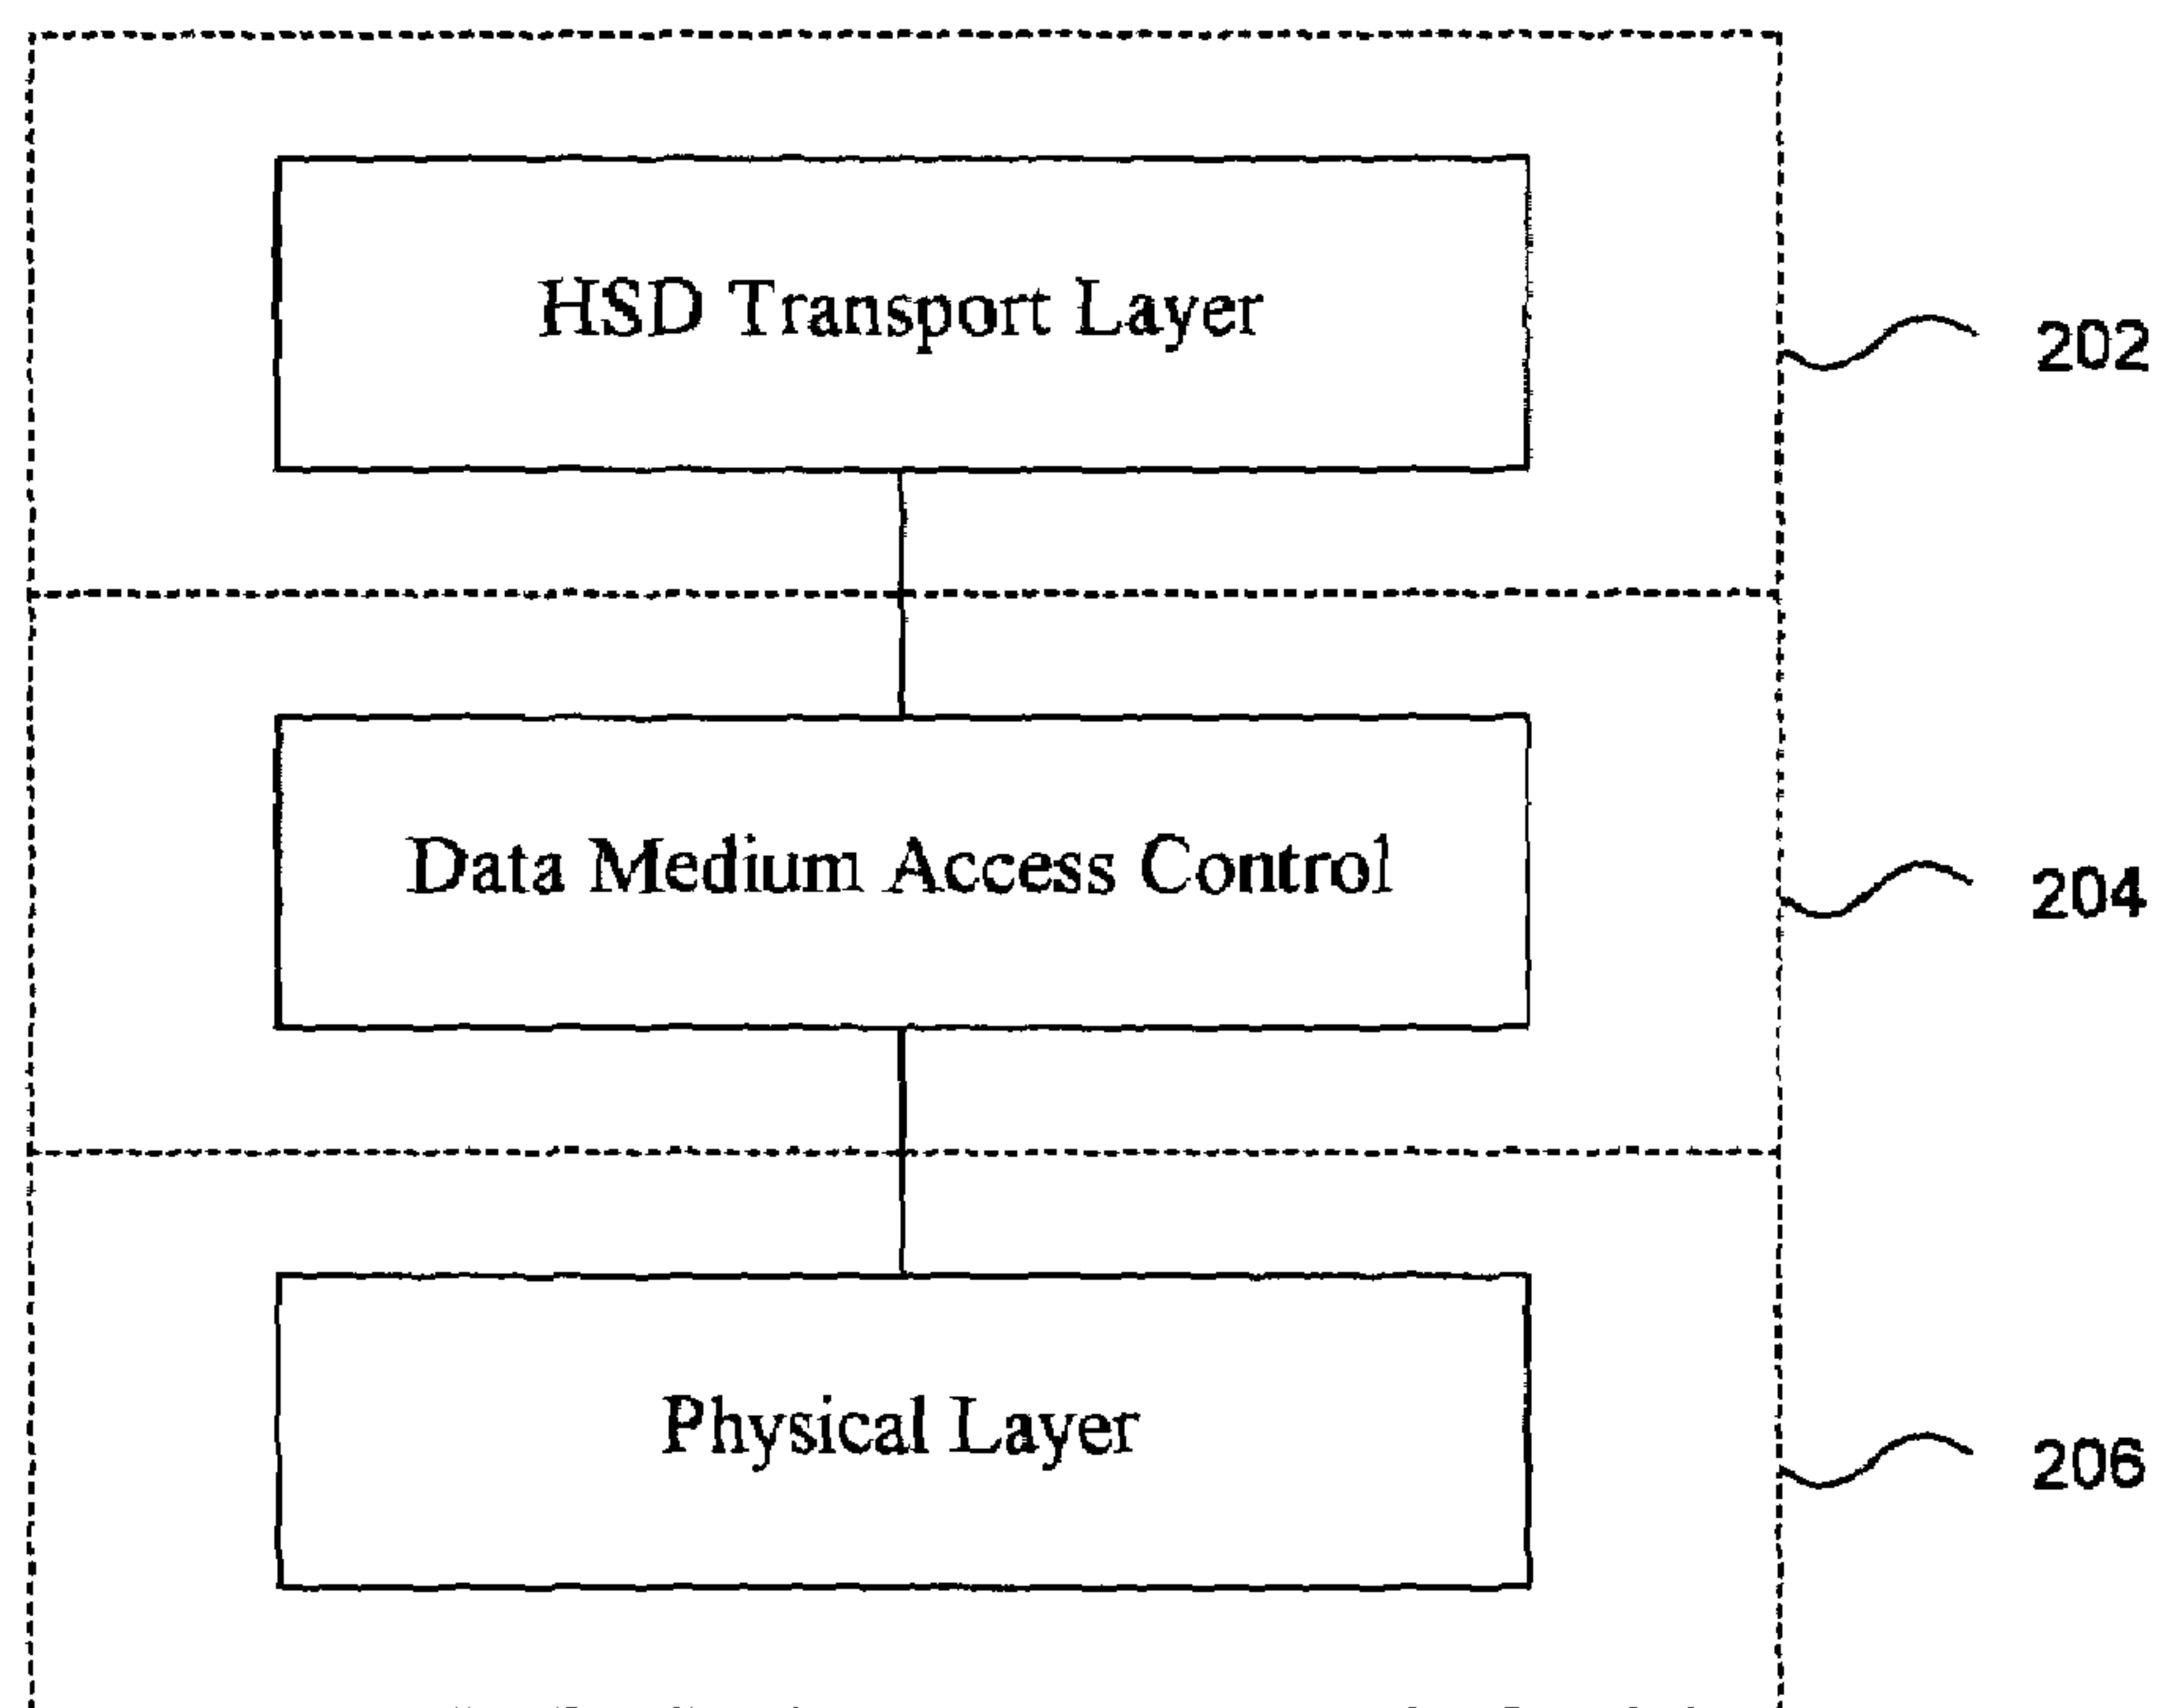 HSD Transport Layer
202
Data Medium Access Control
204
Physical Layer
206